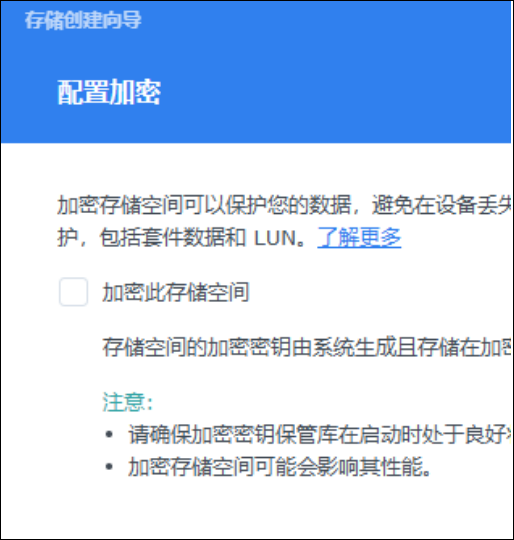 存储创建向导
配置加密
加密存储空间可以保护您的数据，避免在设备丢失
护，包括套件数据和 LUN。了解更多
加密此存储空间
存储空间的加密密钥由系统生成且存储在加密
注意：
• 请确保加密密钥保管库在启动时处于良好
• 加密存储空间可能会影响其性能。